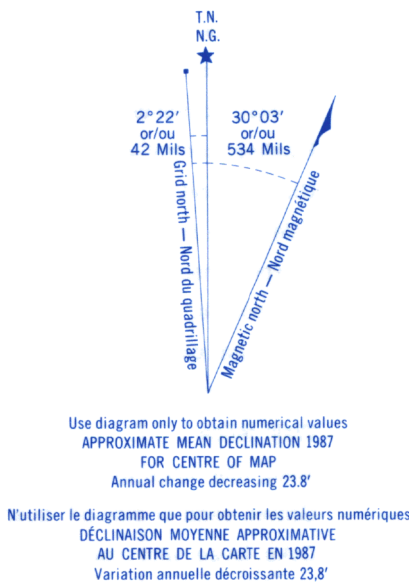 T.N.
N.G.
2°22'
or/ou
42 Mils
30°03'
or/ou
534 Mils
Grid north — Nord du quadrillage
Magnetic north — Nord magnétique
Use diagram only to obtain numerical values
APPROXIMATE MEAN DECLINATION 1987
FOR CENTRE OF MAP
Annual change decreasing 23.8'
N'utiliser le diagramme que pour obtenir les valeurs numériques
DÉCLINAISON MOYENNE APPROXIMATIVE
AU CENTRE DE LA CARTE EN 1987
Variation annuelle décroissante 23,8'